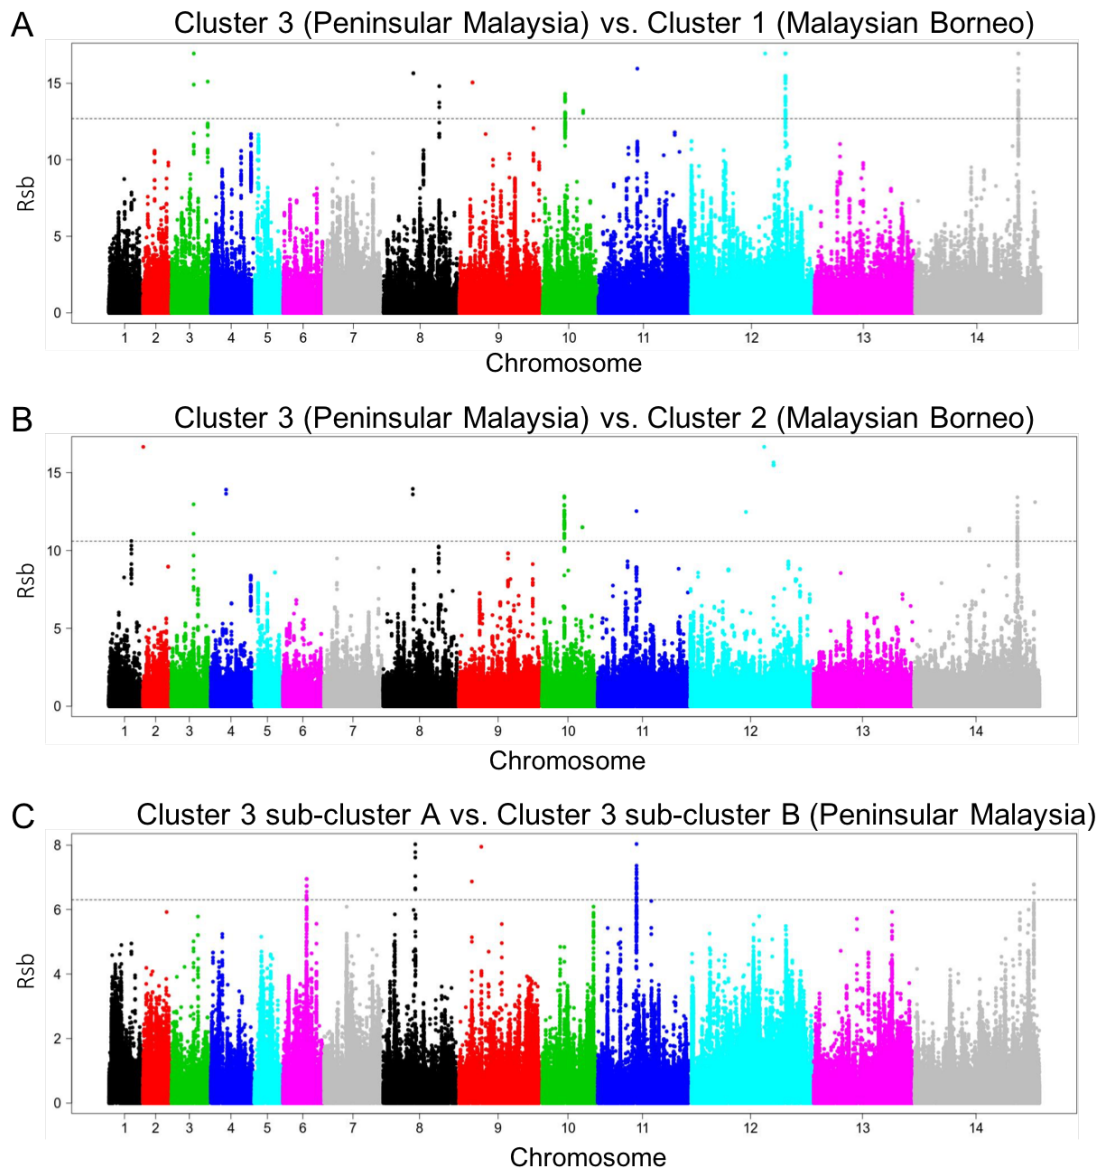 A Cluster 3 (Peninsular Malaysia) vs. Cluster 1 (Malaysian Borneo)
15
10
5
0
Rsb
1 2 3 4 5 6 7 8 9 10 11 12 13 14
Chromosome
B Cluster 3 (Peninsular Malaysia) vs. Cluster 2 (Malaysian Borneo)
15
10
5
0
Rsb
1 2 3 4 5 6 7 8 9 10 11 12 13 14
Chromosome
C Cluster 3 sub-cluster A vs. Cluster 3 sub-cluster B (Peninsular Malaysia)
8
6
4
2
0
Rsb
1 2 3 4 5 6 7 8 9 10 11 12 13 14
Chromosome